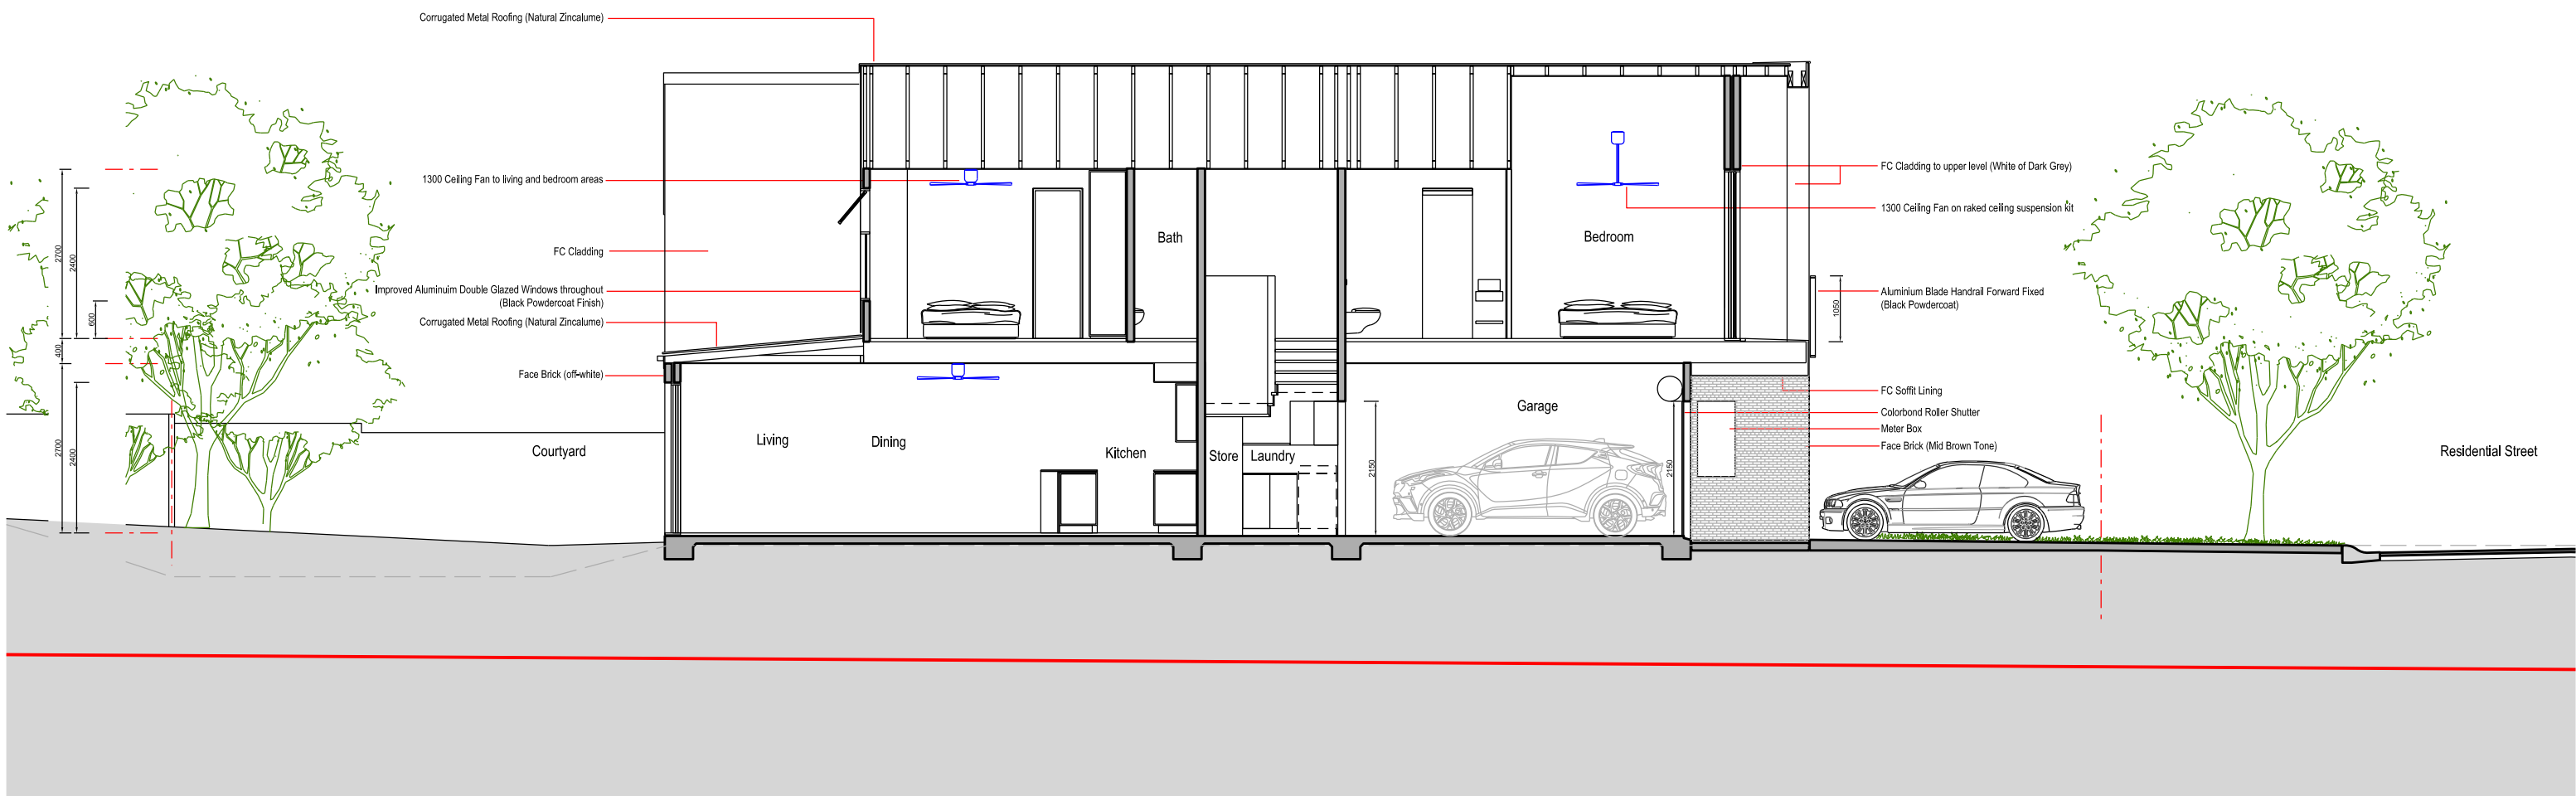 Corrugated Metal Roofing (Natural Zincalume)
1300 Ceiling Fan to living and bedroom areas
FC Cladding
Improved Aluminuim Double Glazed Windows throughout
(Black Powdercoat Finish)
Corrugated Metal Roofing (Natural Zincalume)
Face Brick (off-white)
2700
2400
600
400
2700
2400
Courtyard
Living
Dining
Kitchen
Bath
Store
Laundry
2150
Garage
2150
Bedroom
1050
FC Cladding to upper level (White of Dark Grey)
1300 Ceiling Fan on raked ceiling suspension kit
Aluminium Blade Handrail Forward Fixed
(Black Powdercoat)
FC Soffit Lining
Colorbond Roller Shutter
Meter Box
Face Brick (Mid Brown Tone)
Residential Street